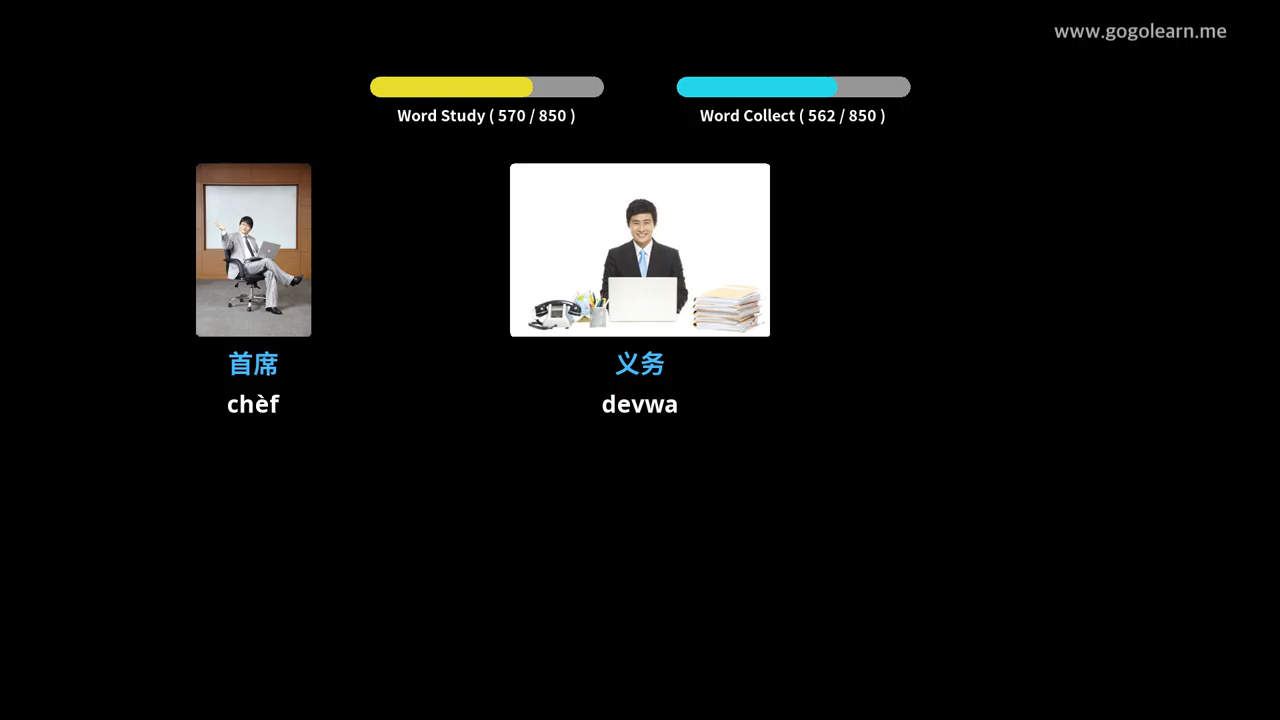 www.gogolearn.me
Word Study ( 570 / 850 )
Word Collect ( 562 / 850 )
首席
chèf
义务
devwa